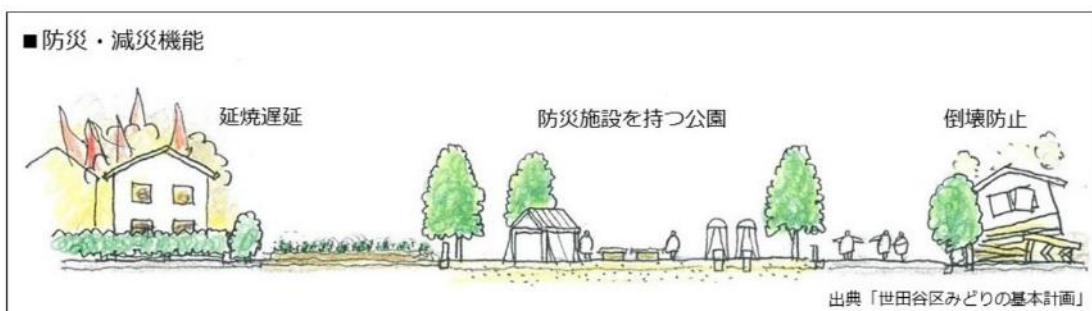 ■防災・減災機能
延焼遅延
防災施設を持つ公園
倒壊防止
出典「世田谷区みどりの基本計画」